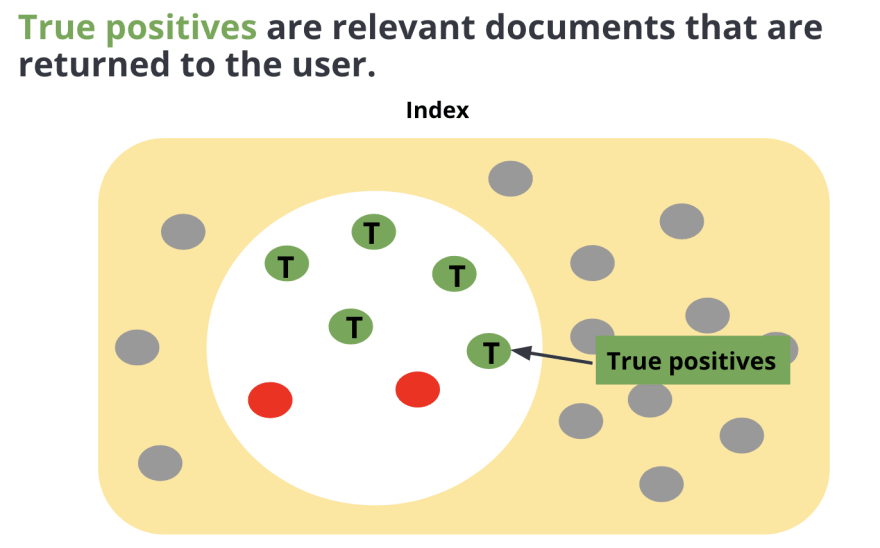 True positives are relevant documents that are
returned to the user.
Index
T
T
T
T
T
True positives